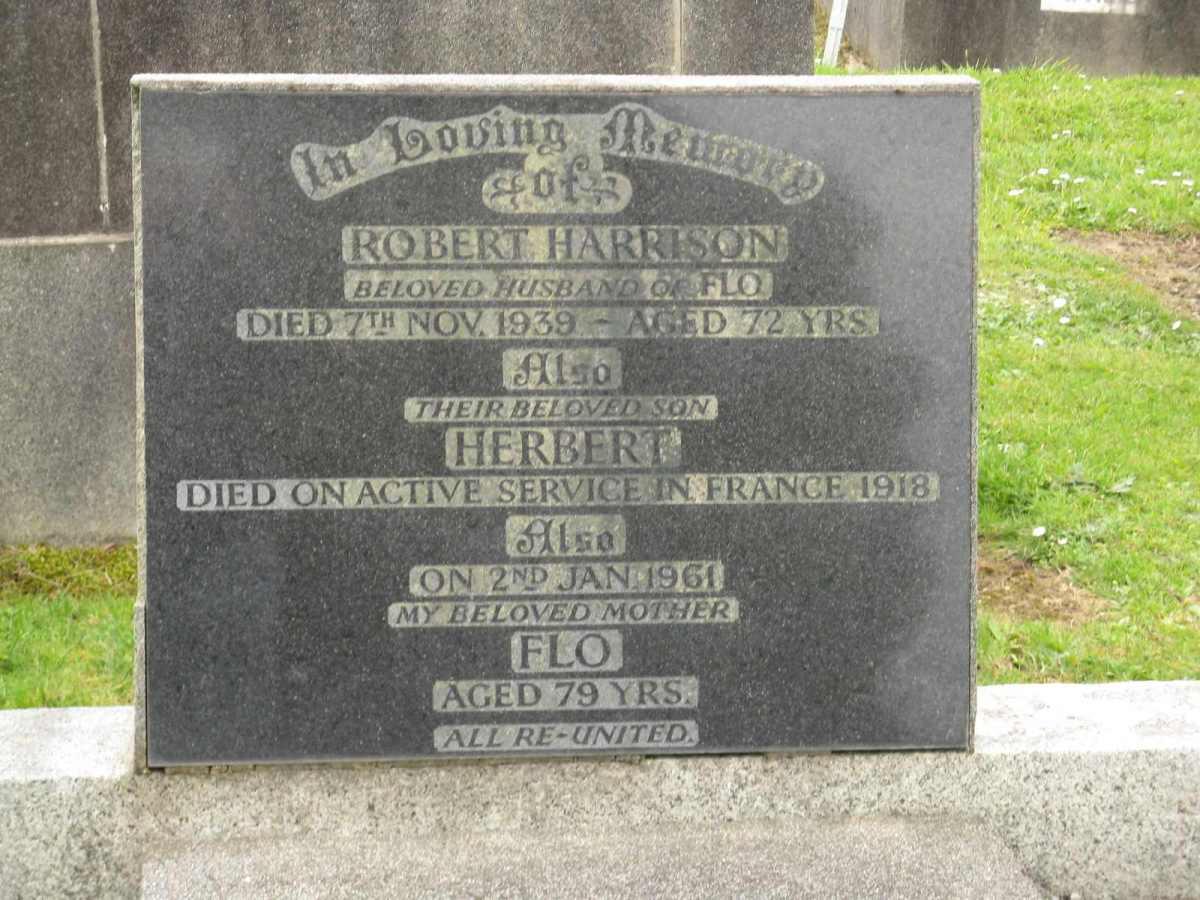 In Loving Memory
of
ROBERT HARRISON
BELOVED HUSBAND OF FLO
DIED 7TH NOV. 1939 - AGED 72 YRS.
Also
THEIR BELOVED SON
HERBERT
DIED ON ACTIVE SERVICE IN FRANCE 1918
Also
ON 2ND JAN. 1961
MY BELOVED MOTHER
FLO
AGED 79 YRS.
ALL RE-UNITED.